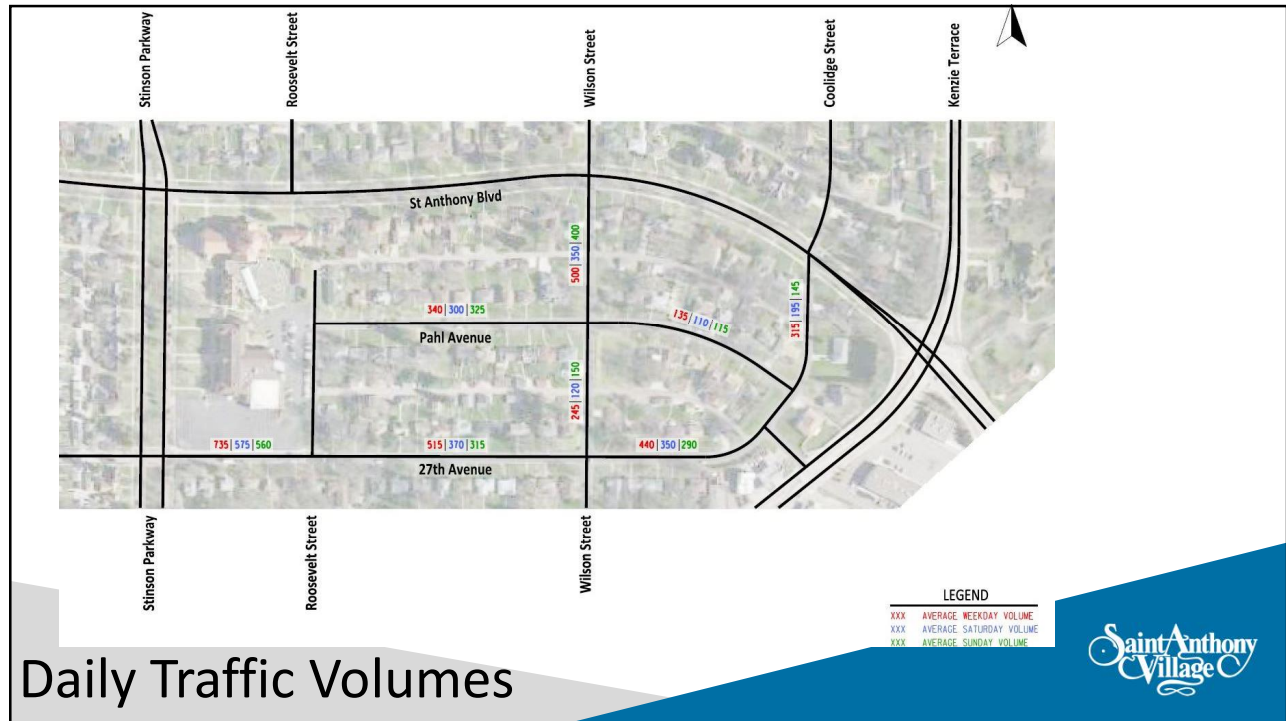 Stinson Parkway
Roosevelt Street
Wilson Street
Coolidge Street
Kenzie Terrace
St Anthony Blvd
500|350|400
340|300|325
135|110|115
315|195|145
Pahl Avenue
245|120|150
735|575|560
515|370|315
440|350|290
27th Avenue
Stinson Parkway
Roosevelt Street
Wilson Street
LEGEND
XXX AVERAGE WEEKDAY VOLUME
XXX AVERAGE SATURDAY VOLUME
XXX AVERAGE SUNDAY VOLUME
Daily Traffic Volumes
Saint Anthony
Village